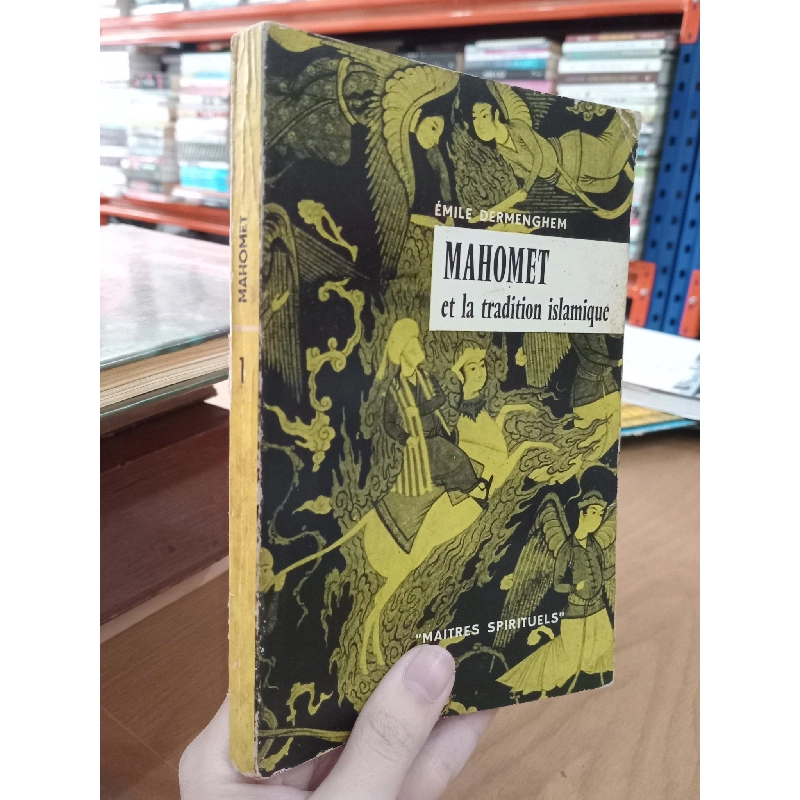 ÉMILE DERMENGHEM
MAHOMET
et la tradition islamique
"MAITRES SPIRITUELS"
MAHOMET
1